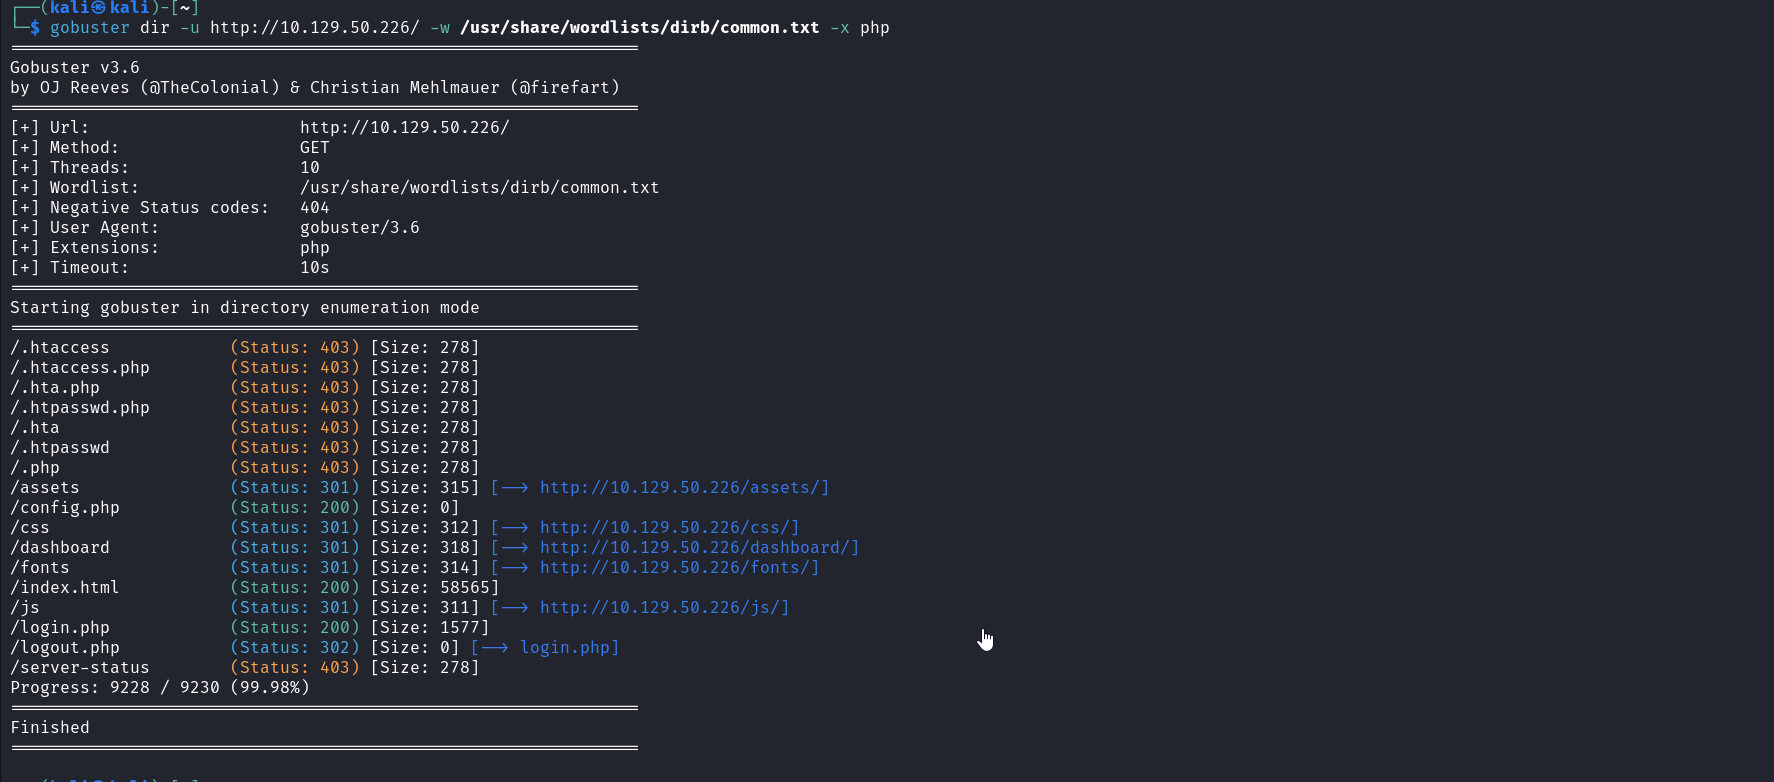 ┌──(kali㉿kali)-[~]
└─$ gobuster dir -u http://10.129.50.226/ -w /usr/share/wordlists/dirb/common.txt -x php
===============================================================
Gobuster v3.6
by OJ Reeves (@TheColonial) & Christian Mehlmauer (@firefart)
===============================================================
[+] Url:                     http://10.129.50.226/
[+] Method:                  GET
[+] Threads:                 10
[+] Wordlist:                /usr/share/wordlists/dirb/common.txt
[+] Negative Status codes:   404
[+] User Agent:              gobuster/3.6
[+] Extensions:              php
[+] Timeout:                 10s
===============================================================
Starting gobuster in directory enumeration mode
===============================================================
/.htaccess            (Status: 403) [Size: 278]
/.htaccess.php        (Status: 403) [Size: 278]
/.hta.php             (Status: 403) [Size: 278]
/.htpasswd.php        (Status: 403) [Size: 278]
/.hta                 (Status: 403) [Size: 278]
/.htpasswd            (Status: 403) [Size: 278]
/.php                 (Status: 403) [Size: 278]
/assets               (Status: 301) [Size: 315] [--> http://10.129.50.226/assets/]
/config.php           (Status: 200) [Size: 0]
/css                  (Status: 301) [Size: 312] [--> http://10.129.50.226/css/]
/dashboard            (Status: 301) [Size: 318] [--> http://10.129.50.226/dashboard/]
/fonts                (Status: 301) [Size: 314] [--> http://10.129.50.226/fonts/]
/index.html           (Status: 200) [Size: 58565]
/js                   (Status: 301) [Size: 311] [--> http://10.129.50.226/js/]
/login.php            (Status: 200) [Size: 1577]
/logout.php           (Status: 302) [Size: 0] [--> login.php]
/server-status        (Status: 403) [Size: 278]
Progress: 9228 / 9230 (99.98%)
===============================================================
Finished
===============================================================